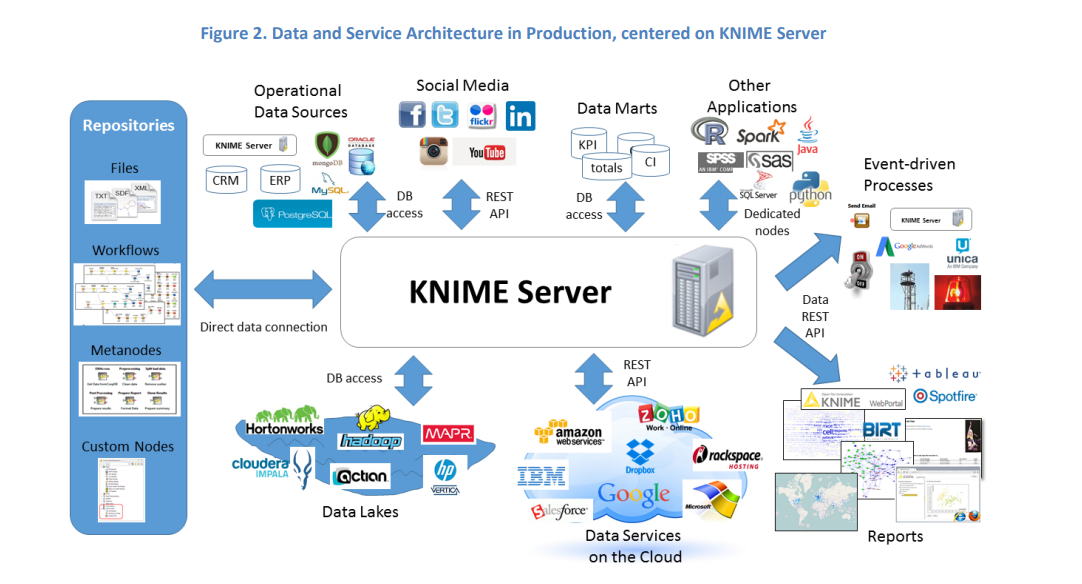 Figure 2. Data and Service Architecture in Production, centered on KNIME Server
Repositories
Files
TXT
SDF
XML
Workflows
Metanodes
Custom Nodes
Operational
Data Sources
KNIME Server
mongoDB
ORACLE
DATABASE
CRM
ERP
MySQL
PostgreSQL
DB
access
Social Media
flickr
in
YouTube
REST
API
Data Marts
KPI
totals
CI
DB
access
Other
Applications
R
Spark
Java
SPSS
AN IBM COMP
sas
SQL Server
python
Dedicated
nodes
Event-driven
Processes
Send Email
KNIME Server
Google AdWords
unica
An IBM Company
ON
OFF
Data
REST
API
Direct data connection
KNIME Server
DB access
Hortonworks
hadoop
MAPR
cloudera
IMPALA
Actian
hp
VERTICA
Data Lakes
REST
API
amazon
webservices
ZOHO
Work · Online
Dropbox
rackspace
HOSTING
IBM
Google
salesforce
Microsoft
Data Services
on the Cloud
+ a b l e a u
Spotfire
KNIME
WebPortal
BIRT
Reports